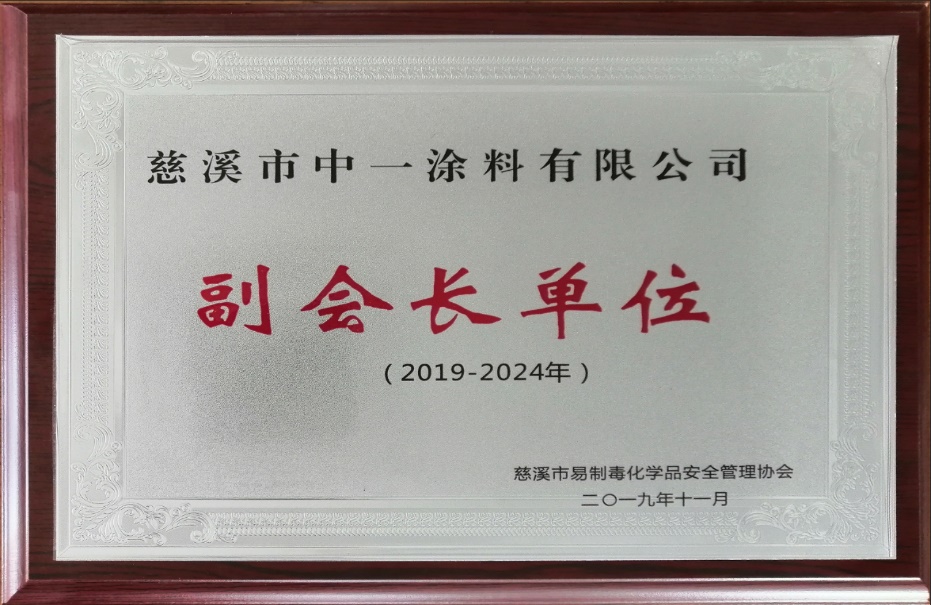 慈溪市中一涂料有限公司
副会长单位
（2019-2024年）
慈溪市易制毒化学品安全管理协会
二〇一九年十一月